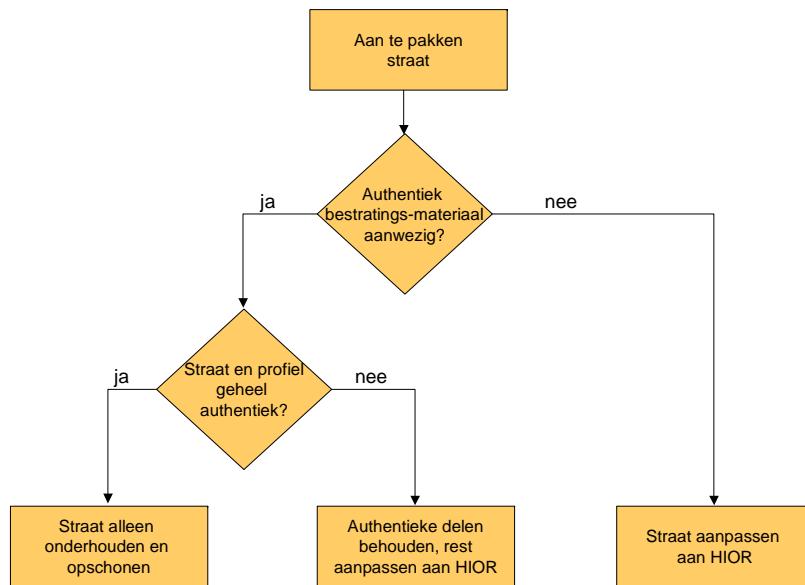 Aan te pakken
straat
Authentiek
bestratings-materiaal
aanwezig?
ja
nee
Straat en profiel
geheel
authentiek?
ja
nee
Straat alleen
onderhouden en
opschonen
Authentieke delen
behouden, rest
aanpassen aan HIOR
Straat aanpassen
aan HIOR